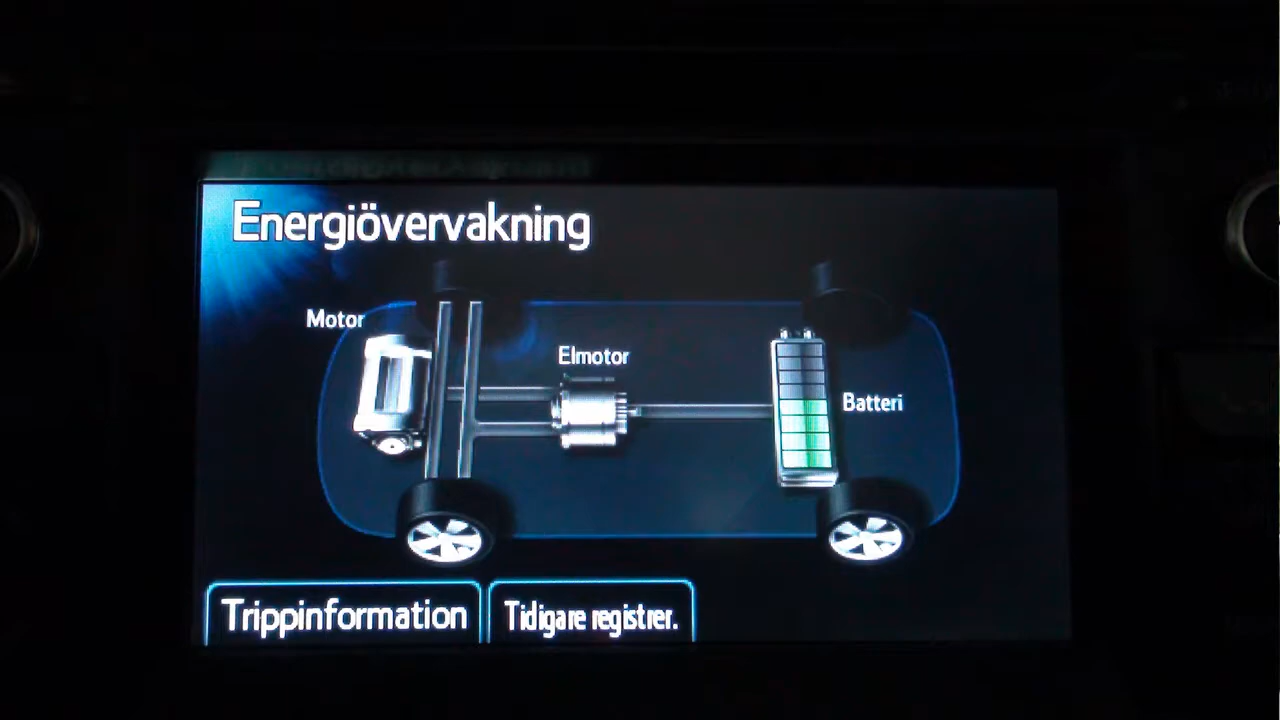 Energiövervakning
Motor
Elmotor
Batteri
Trippinformation
Tidigare registrer.